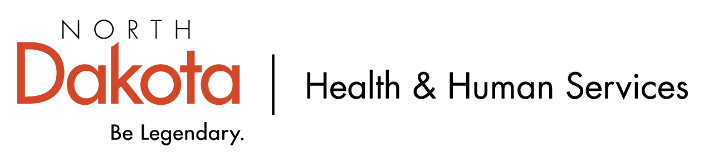 NORTH
Dakota
Be Legendary.
Health & Human Services